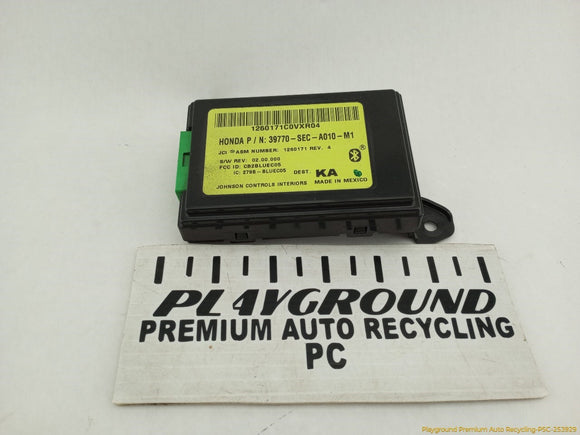 1260171C0VXR04
HONDA P / N: 39770-SEC-A010-M1
JCI ASM NUMBER: 1260171 REV. 4
S/W REV: 02.00.000
FCC ID: CB2BLUEC05
IC: 279B-BLUEC05 DEST. KA
JOHNSON CONTROLS INTERIORS MADE IN MEXICO
PLAYGROUND
PREMIUM AUTO RECYCLING
PC
Playground Premium Auto Recycling-PSC-253929